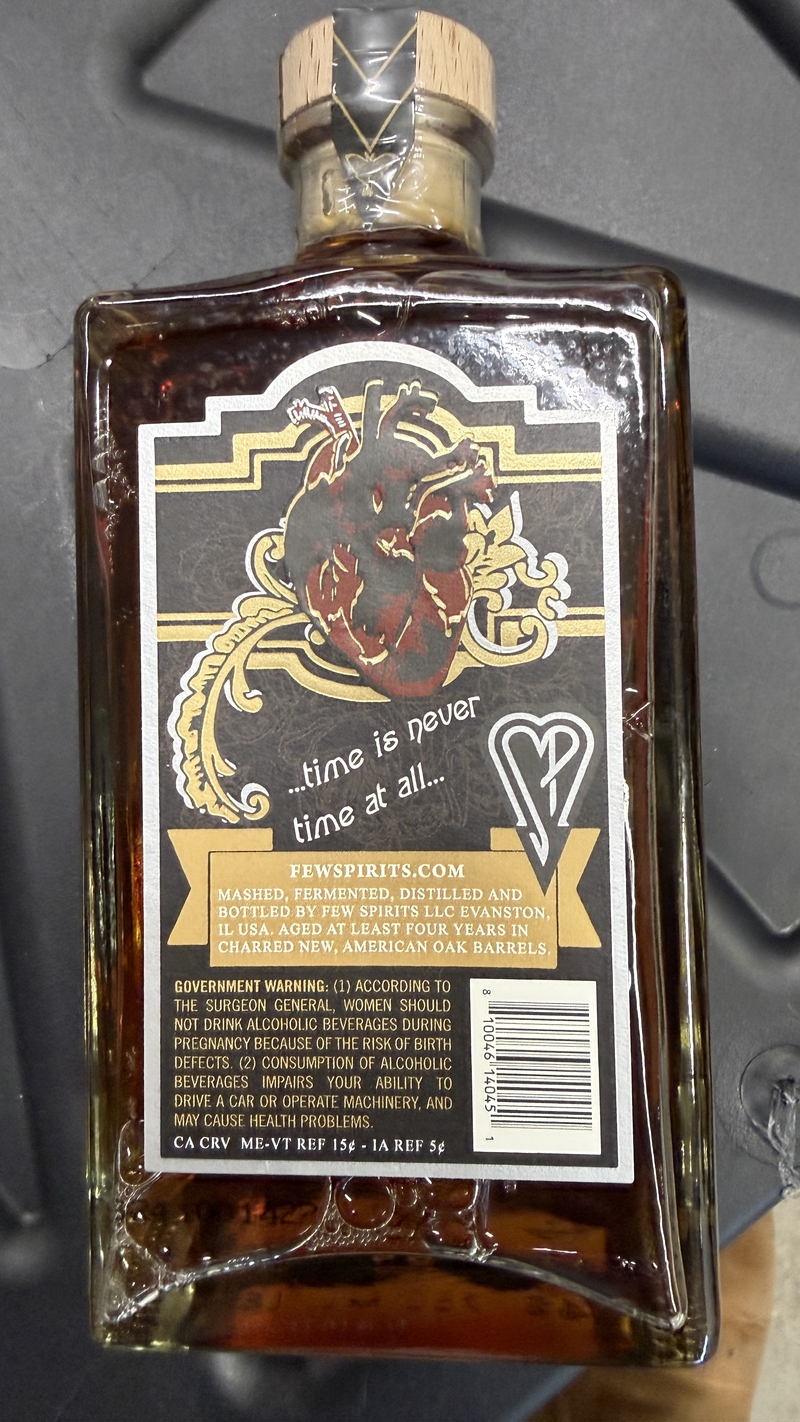 ...time is never
time at all...
FEWSPIRITS.COM
MASHED, FERMENTED, DISTILLED AND
BOTTLED BY FEW SPIRITS LLC EVANSTON,
IL USA. AGED AT LEAST FOUR YEARS IN
CHARRED NEW, AMERICAN OAK BARRELS.
GOVERNMENT WARNING: (1) ACCORDING TO
THE SURGEON GENERAL, WOMEN SHOULD
NOT DRINK ALCOHOLIC BEVERAGES DURING
PREGNANCY BECAUSE OF THE RISK OF BIRTH
DEFECTS. (2) CONSUMPTION OF ALCOHOLIC
BEVERAGES IMPAIRS YOUR ABILITY TO
DRIVE A CAR OR OPERATE MACHINERY, AND
MAY CAUSE HEALTH PROBLEMS.
CA CRV ME-VT REF 15¢ - IA REF 5¢
8 10046 14045 1